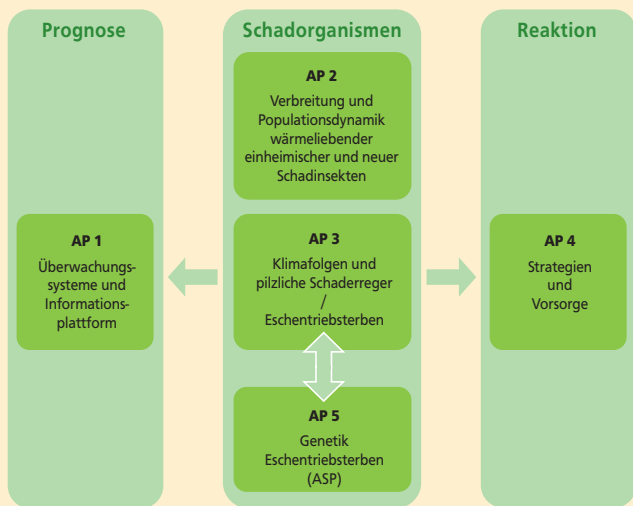 Prognose
AP 1
Überwachungs-
systeme und
Informations-
plattform
Schadorganismen
AP 2
Verbreitung und
Populationsdynamik
wärmeliebender
einheimischer und neuer
Schadinsekten
AP 3
Klimafolgen und
pilzliche Schaderreger
/
Eschentriebsterben
AP 5
Genetik
Eschentriebsterben
(ASP)
Reaktion
AP 4
Strategien
und
Vorsorge